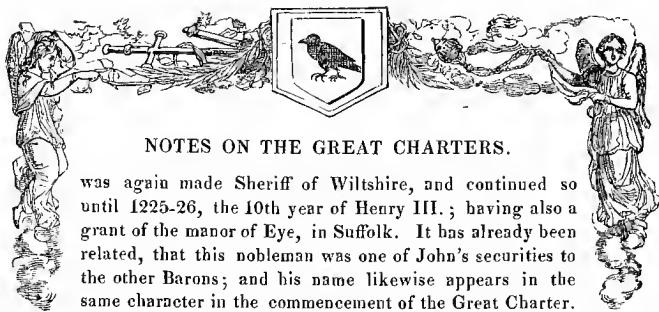 NOTES ON THE GREAT CHARTERS.
was again made Sheriff of Wiltshire, and continued so
until 1225-26, the 10th year of Henry III.; having also a
grant of the manor of Eye, in Suffolk. It has already been
related, that this nobleman was one of John's securities to
the other Barons; and his name likewise appears in the
same character in the commencement of the Great Charter.